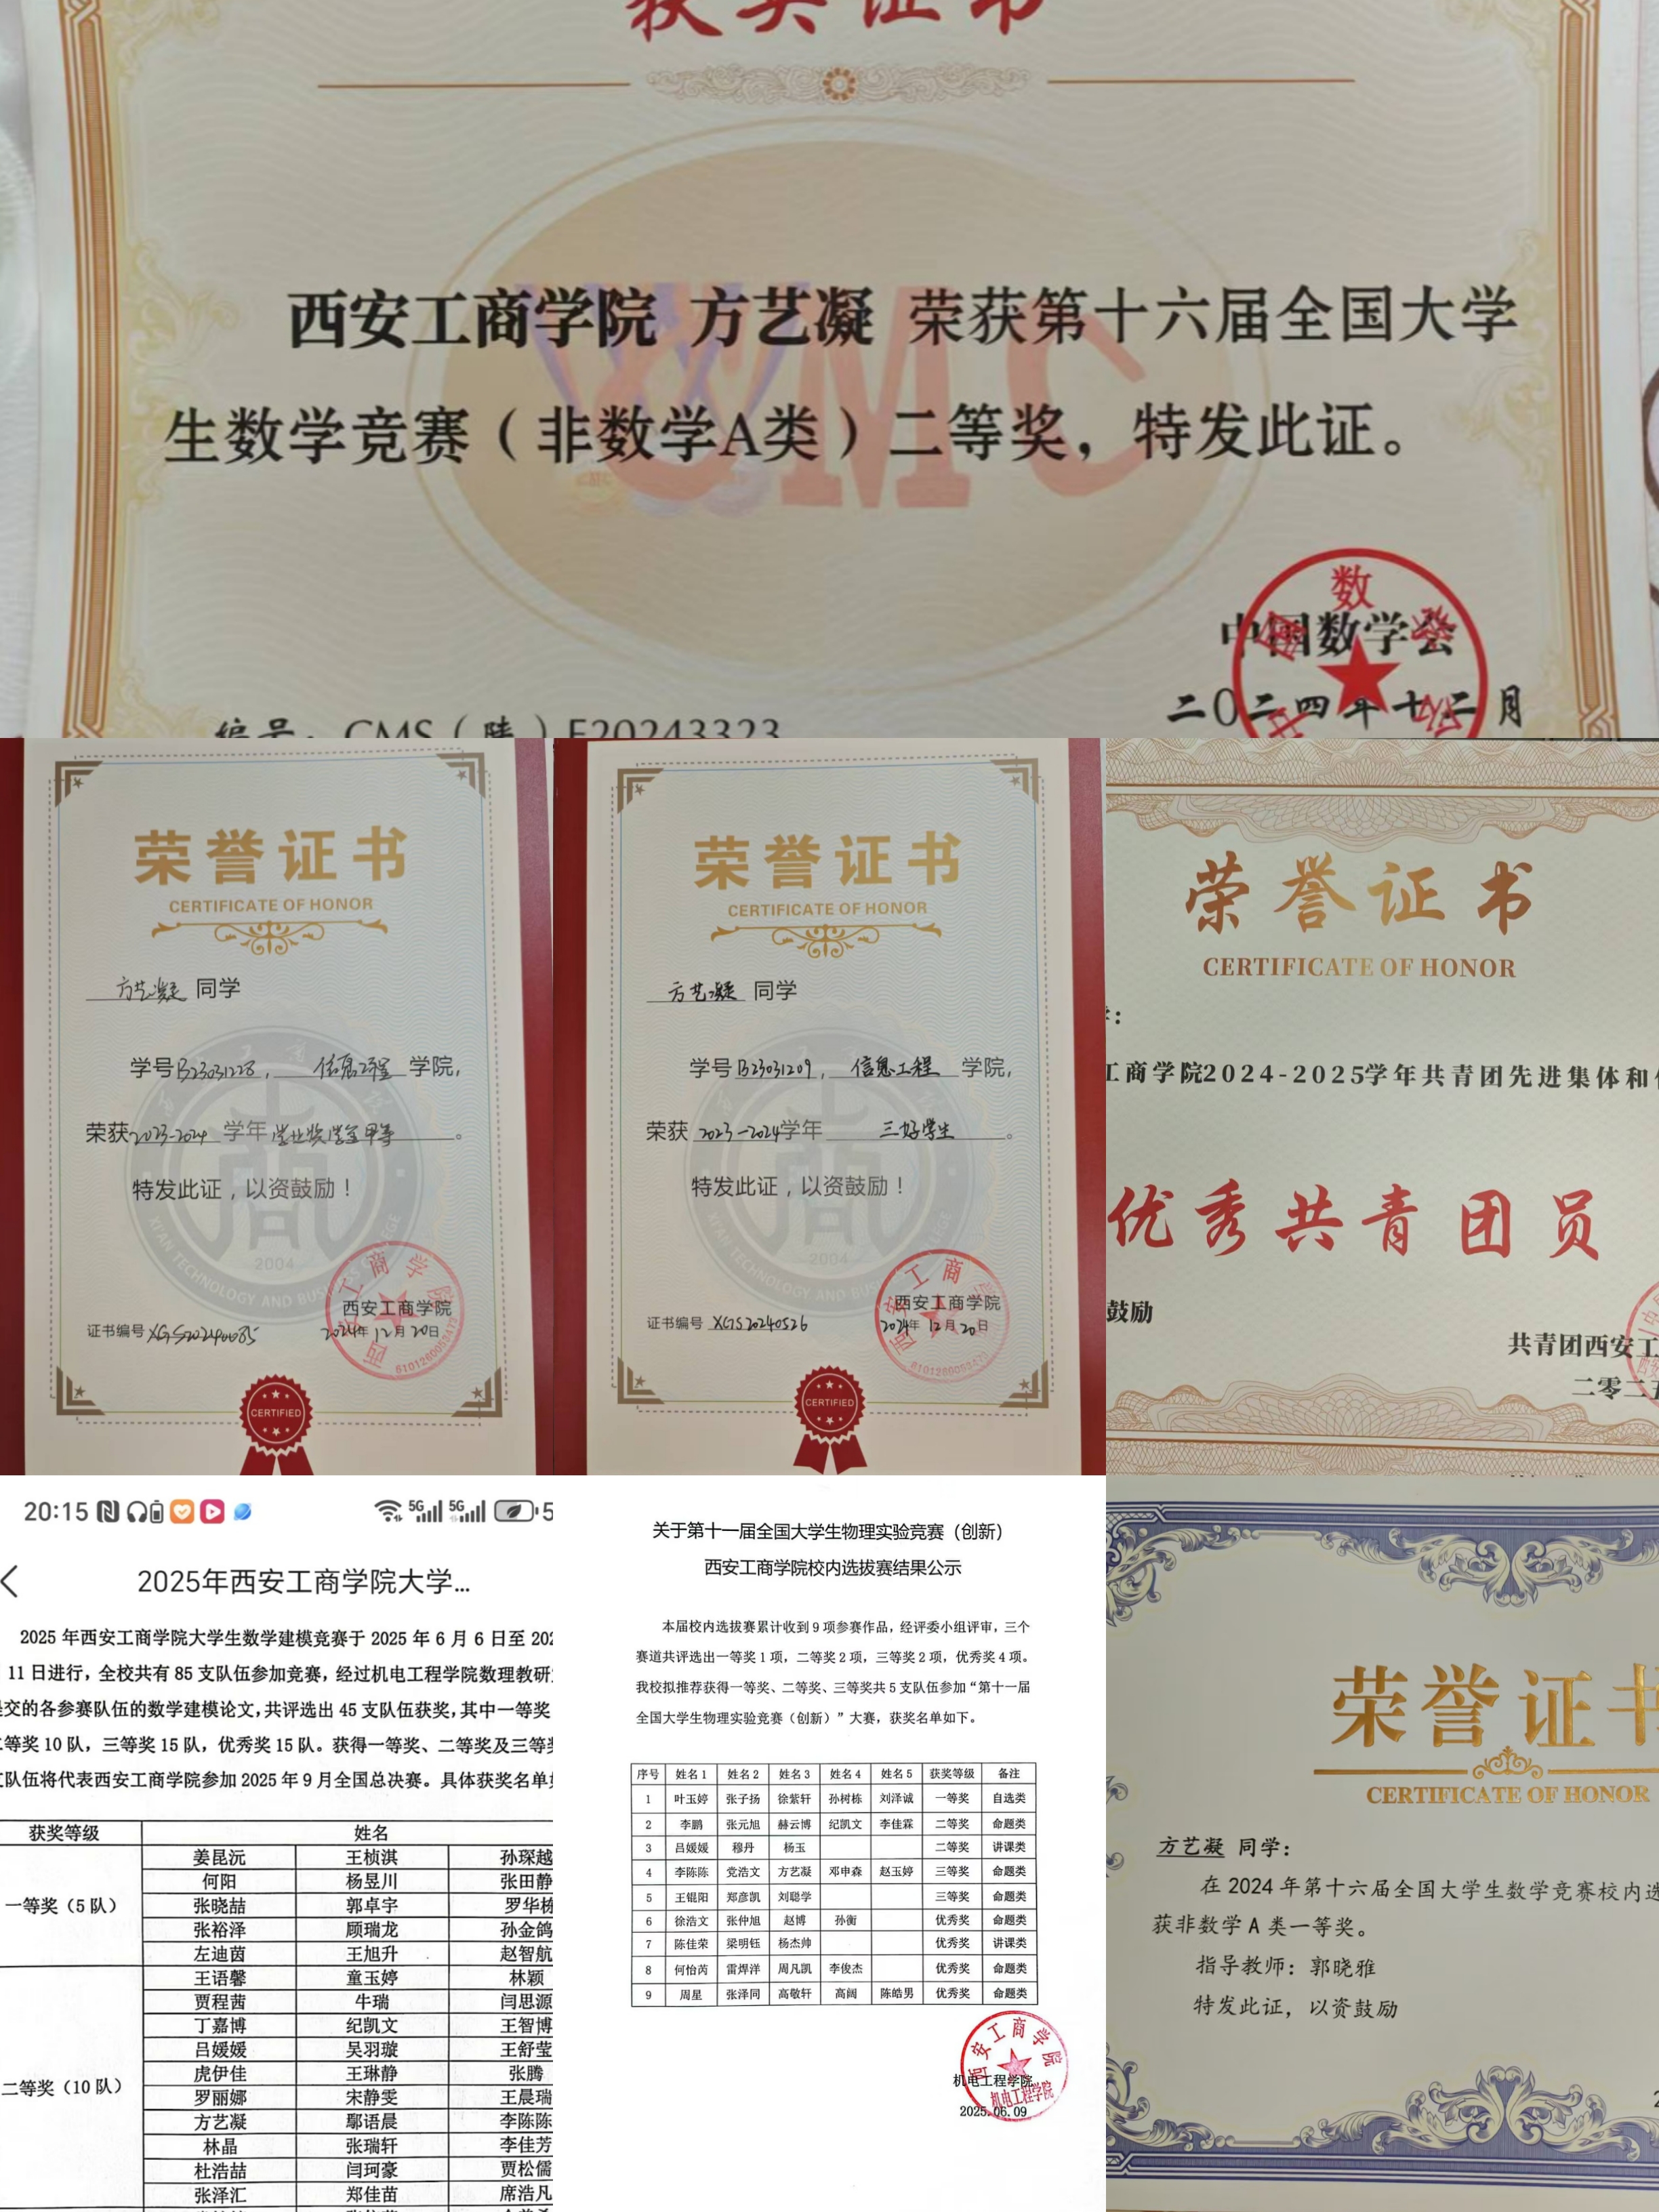 获奖证书
西安工商学院 方艺凝 荣获第十六届全国大学
生数学竞赛（非数学A类）二等奖，特发此证。
中国数学会
二〇二四年十二月
编号：CMS（陆）F20243323
荣誉证书
CERTIFICATE OF HONOR
方艺凝 同学
学号B23031228，信息工程 学院，
荣获2023-2024 学年 学业奖学金甲等。
特发此证，以资鼓励！
西安工商学院
证书编号 XGS20240085
2024年12月20日
CERTIFIED
荣誉证书
CERTIFICATE OF HONOR
方艺凝 同学
学号B23031209，信息工程 学院，
荣获 2023-2024学年 三好学生。
特发此证，以资鼓励！
西安工商学院
证书编号 XGS20240526
2024年12月20日
CERTIFIED
荣誉证书
CERTIFICATE OF HONOR
：
工商学院2024-2025学年共青团先进集体和
优秀共青团员
鼓励
共青团西安工
二零二五
20:15
2025年西安工商学院大学...
2025 年西安工商学院大学生数学建模竞赛于 2025 年 6 月 6 日至 202
11 日进行，全校共有 85 支队伍参加竞赛，经过机电工程学院数理教研
交的各参赛队伍的数学建模论文，共评选出 45 支队伍获奖，其中一等奖
等奖 10 队，三等奖 15 队，优秀奖 15 队。获得一等奖、二等奖及三等奖
队伍将代表西安工商学院参加 2025 年 9 月全国总决赛。具体获奖名单如
获奖等级 姓名
一等奖（5 队）
姜昆沅 王桢淇 孙琛越
何阳 杨昱川 张田静
张晓喆 郭卓宇 罗华栋
张裕泽 顾瑞龙 孙金鸽
左迪茵 王旭升 赵智航
二等奖（10 队）
王语馨 童玉婷 林颖
贾程茜 牛瑞 闫思源
丁嘉博 纪凯文 王智博
吕媛媛 吴羽璇 王舒莹
虎伊佳 王琳静 张腾
罗丽娜 宋静雯 王晨瑞
方艺凝 鄢语晨 李陈陈
林晶 张瑞轩 李佳芳
杜浩喆 闫珂豪 贾松儒
张泽汇 郑佳苗 席浩凡
关于第十一届全国大学生物理实验竞赛（创新）
西安工商学院校内选拔赛结果公示
本届校内选拔赛累计收到 9 项参赛作品，经评委小组评审，三个
赛道共评选出一等奖 1 项，二等奖 2 项，三等奖 2 项，优秀奖 4 项。
我校拟推荐获得一等奖、二等奖、三等奖共 5 支队伍参加“第十一届
全国大学生物理实验竞赛（创新）”大赛，获奖名单如下。
序号 姓名 1 姓名 2 姓名 3 姓名 4 姓名 5 获奖等级 备注
1 叶玉婷 张子扬 徐紫轩 孙树栋 刘泽诚 一等奖 自选类
2 李鹏 张元旭 赫云博 纪凯文 李佳霖 二等奖 命题类
3 吕媛媛 穆丹 杨玉 二等奖 讲课类
4 李陈陈 党浩文 方艺凝 邓申森 赵玉婷 三等奖 命题类
5 王锟阳 郑彦凯 刘聪学 三等奖 命题类
6 徐浩文 张仲旭 赵博 孙衡 优秀奖 命题类
7 陈佳荣 梁明钰 杨杰帅 优秀奖 讲课类
8 何怡芮 雷焊洋 周凡凯 李俊杰 优秀奖 命题类
9 周星 张泽同 高敬轩 高阔 陈皓男 优秀奖 命题类
机电工程学院
2025.06.09
荣誉证书
CERTIFICATE OF HONOR
方艺凝 同学：
在 2024 年第十六届全国大学生数学竞赛校内选
获非数学 A 类一等奖。
指导教师：郭晓雅
特发此证，以资鼓励